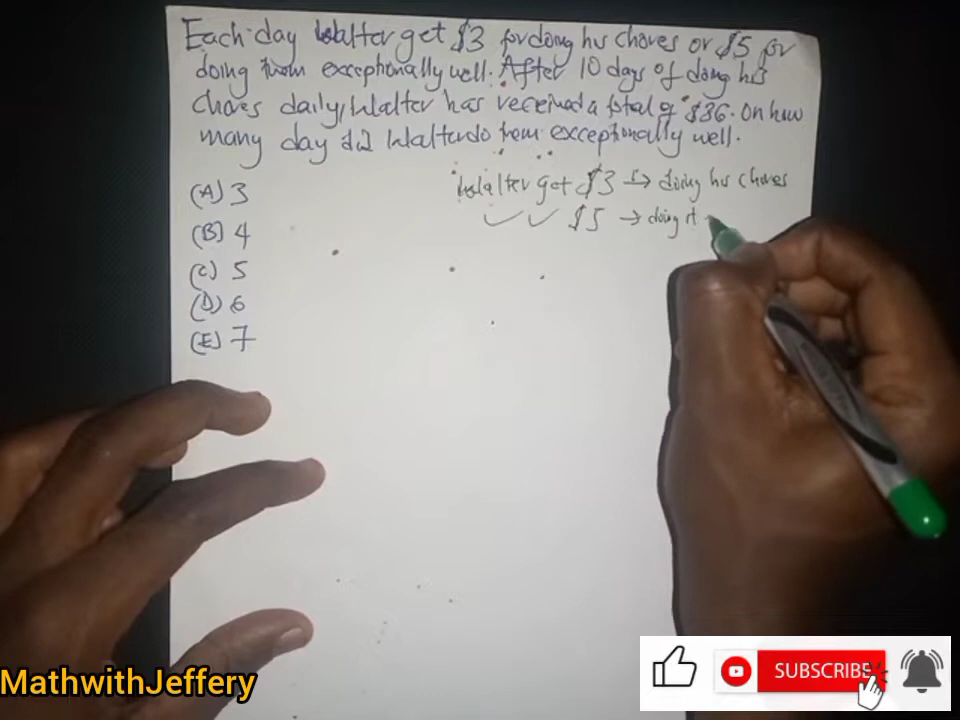 Each day Walter get $3 for doing his chores or $5 for
doing them exceptionally well. After 10 days of doing his
chores daily, Walter has received a total of $36. On how
many day did Walter do them exceptionally well.
(A) 3
(B) 4
(C) 5
(D) 6
(E) 7
Walter get $3 → doing his chores
$5 → doing it
MathwithJeffery
SUBSCRIBE